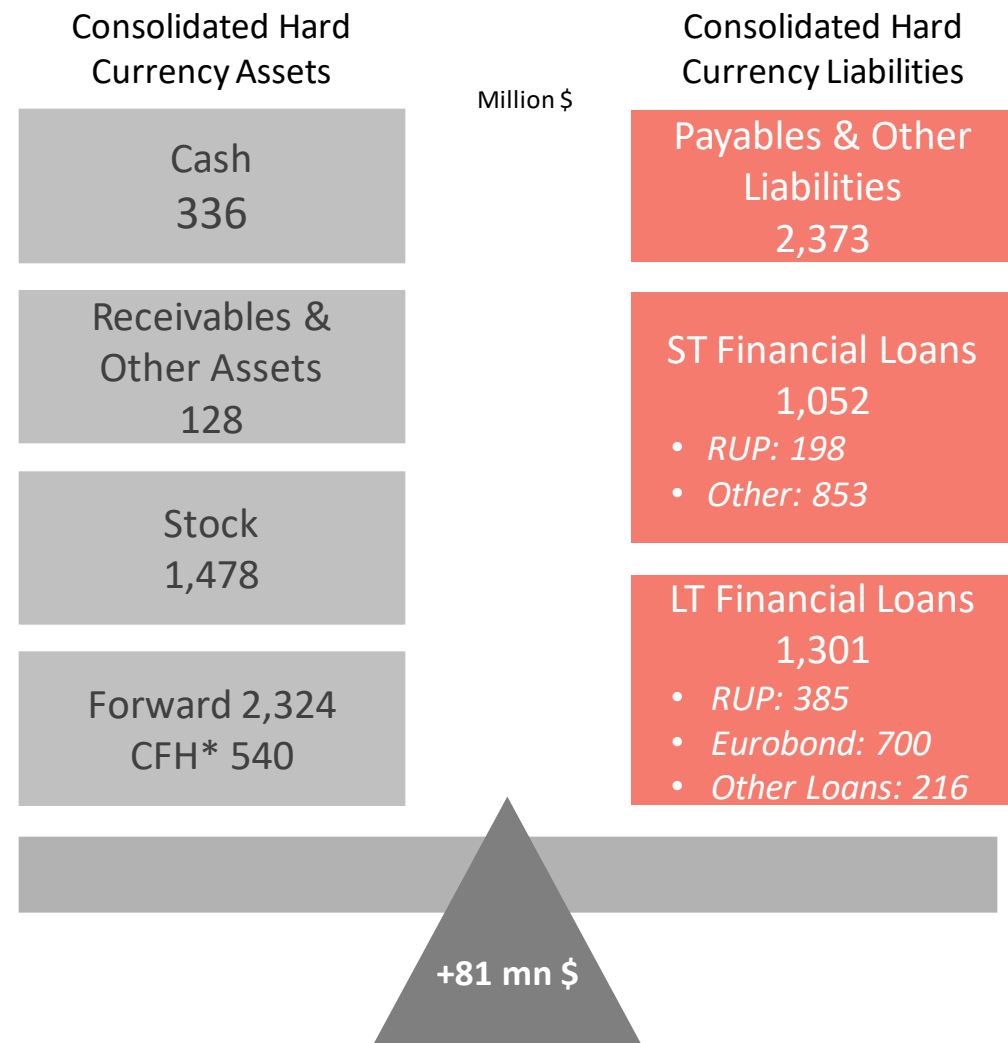 Consolidated Hard
Currency Assets
Million $
Consolidated Hard
Currency Liabilities
Cash
336
Receivables &
Other Assets
128
Stock
1,478
Forward 2,324
CFH* 540
Payables & Other
Liabilities
2,373
ST Financial Loans
1,052
• RUP: 198
• Other: 853
LT Financial Loans
1,301
• RUP: 385
• Eurobond: 700
• Other Loans: 216
+81 mn $